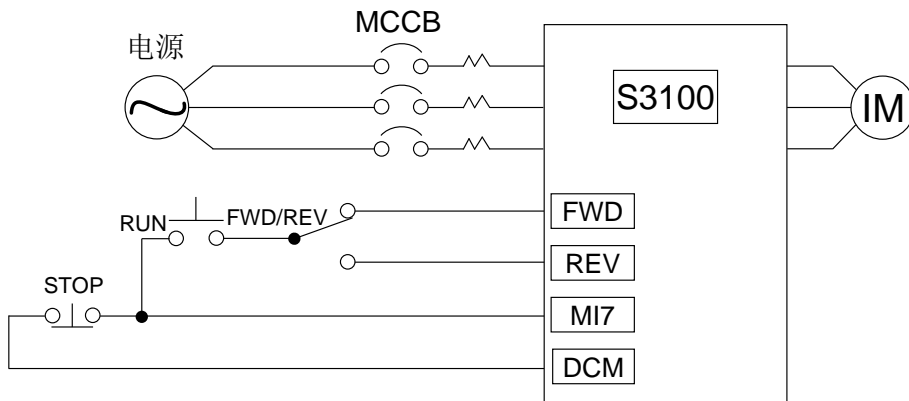 MCCB
电源
S3100
IM
FWD
RUN
FWD/REV
REV
STOP
MI7
DCM